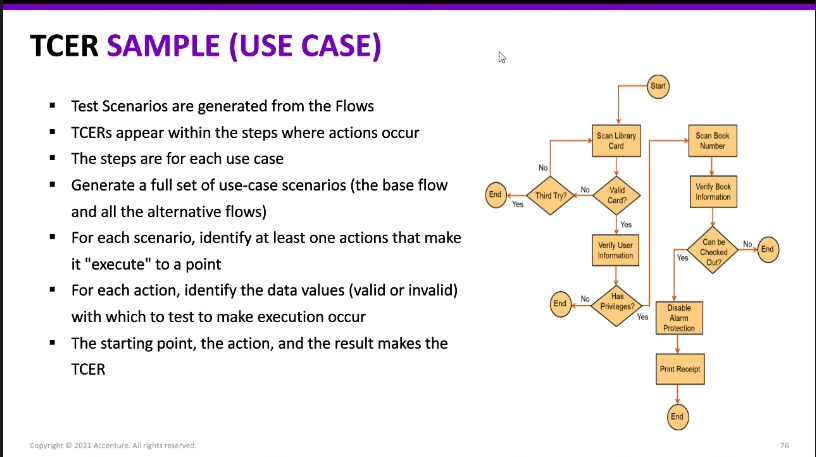 TCER SAMPLE (USE CASE)
▪ Test Scenarios are generated from the Flows
▪ TCERs appear within the steps where actions occur
▪ The steps are for each use case
▪ Generate a full set of use-case scenarios (the base flow
and all the alternative flows)
▪ For each scenario, identify at least one actions that make
it "execute" to a point
▪ For each action, identify the data values (valid or invalid)
with which to test to make execution occur
▪ The starting point, the action, and the result makes the
TCER
Start
Scan Library
Card
No
End
Yes
Third Try?
No
Valid
Card?
Yes
Verify User
Information
End
No
Has
Privileges?
Yes
Scan Book
Number
Verify Book
Information
Can be
Checked
Out?
No
End
Yes
Disable
Alarm
Protection
Print Receipt
End
Copyright © 2021 Accenture. All rights reserved.
76